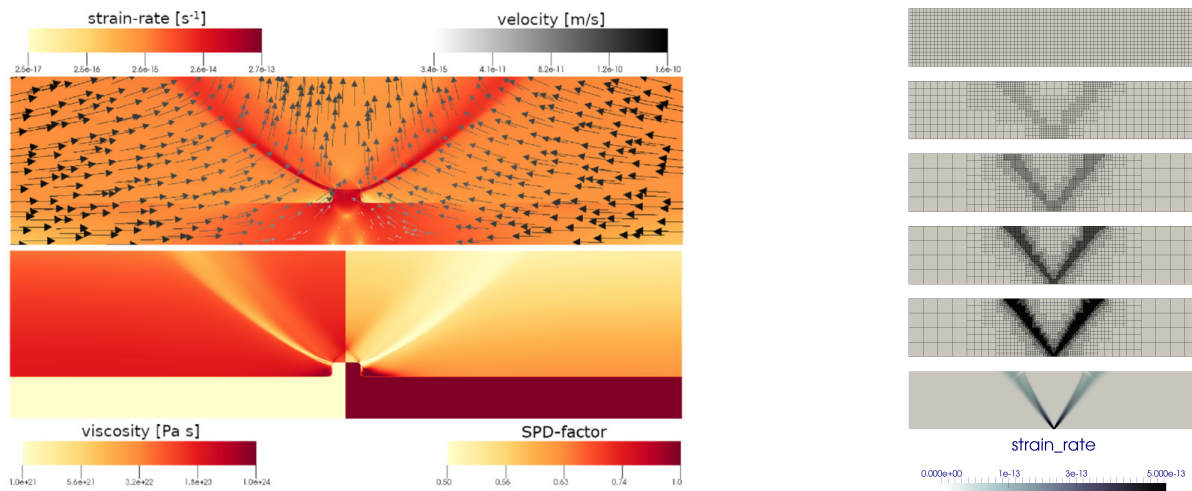 strain-rate [s⁻¹]
velocity [m/s]
2.5e-17 2.5e-16 2.6e-15 2.6e-14 2.7e-13
3.4e-15 4.1e-11 8.2e-11 1.2e-10 1.6e-10
viscosity [Pa s]
SPD-factor
1.0e+21 5.6e+21 3.2e+22 1.8e+23 1.0e+24
0.50 0.56 0.63 0.74 1.0
strain_rate
0.000e+00 1e-13 3e-13 5.000e-13